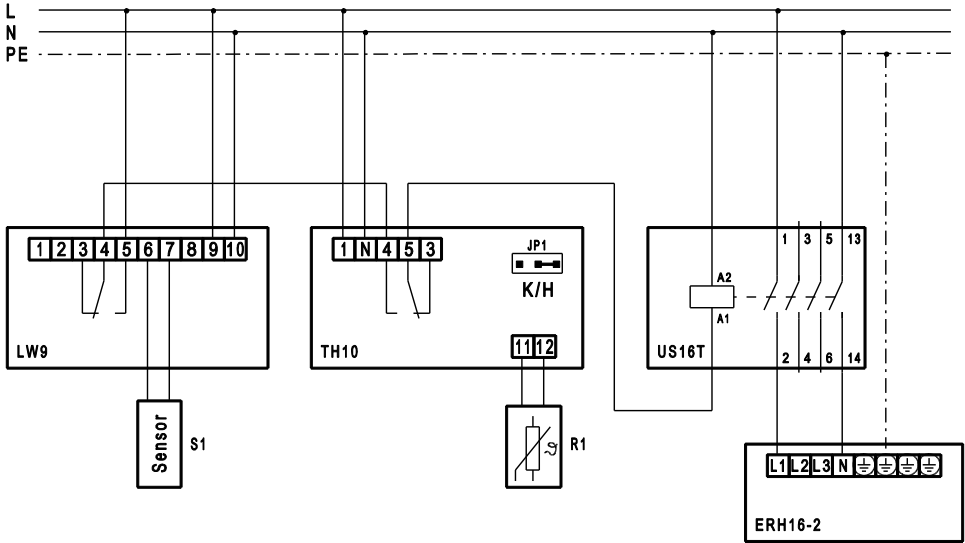 L
N
PE
1 2 3 4 5 6 7 8 9 10
LW9
Sensor
S1
1 N 4 5 3
JP1
K/H
TH10
11 12
R1
ϑ
1 3 5 13
A2
A1
US16T
2 4 6 14
L1 L2 L3 N
ERH16-2